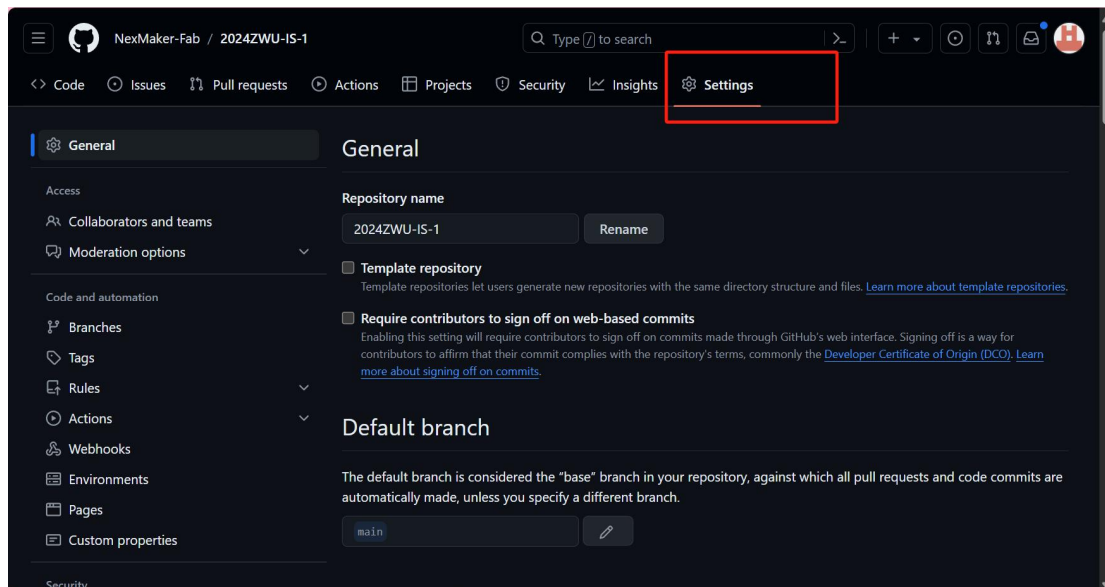 NexMaker-Fab / 2024ZWU-IS-1
Type / to search
Code
Issues
Pull requests
Actions
Projects
Security
Insights
Settings
General
Access
Collaborators and teams
Moderation options
Code and automation
Branches
Tags
Rules
Actions
Webhooks
Environments
Pages
Custom properties
Security
General
Repository name
2024ZWU-IS-1
Rename
Template repository
Template repositories let users generate new repositories with the same directory structure and files. Learn more about template repositories.
Require contributors to sign off on web-based commits
Enabling this setting will require contributors to sign off on commits made through GitHub's web interface. Signing off is a way for
contributors to affirm that their commit complies with the repository's terms, commonly the Developer Certificate of Origin (DCO). Learn
more about signing off on commits.
Default branch
The default branch is considered the “base” branch in your repository, against which all pull requests and code commits are
automatically made, unless you specify a different branch.
main